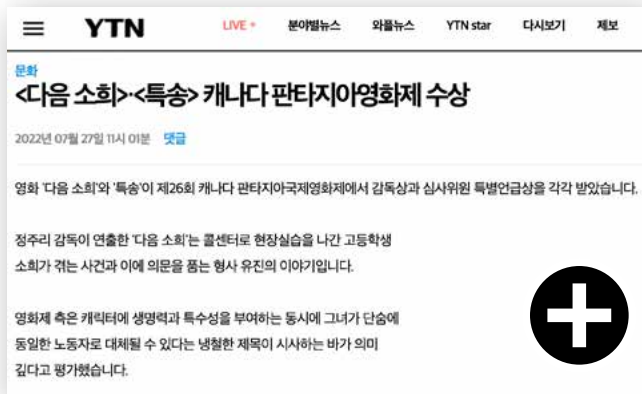 YTN LIVE 분야별뉴스 와플뉴스 YTN star 다시보기 제보
문화
<다음 소희>·<특송> 캐나다 판타지아영화제 수상
2022년 07월 27일 11시 01분 댓글
영화 '다음 소희'와 '특송'이 제26회 캐나다 판타지아국제영화제에서 감독상과 심사위원 특별언급상을 각각 받았습니다.
정주리 감독이 연출한 '다음 소희'는 콜센터로 현장실습을 나간 고등학생
소희가 겪는 사건과 이에 의문을 품는 형사 유진의 이야기입니다.
영화제 측은 캐릭터에 생명력과 특수성을 부여하는 동시에 그녀가 단숨에
동일한 노동자로 대체될 수 있다는 냉철한 제목이 시사하는 바가 의미
깊다고 평가했습니다.